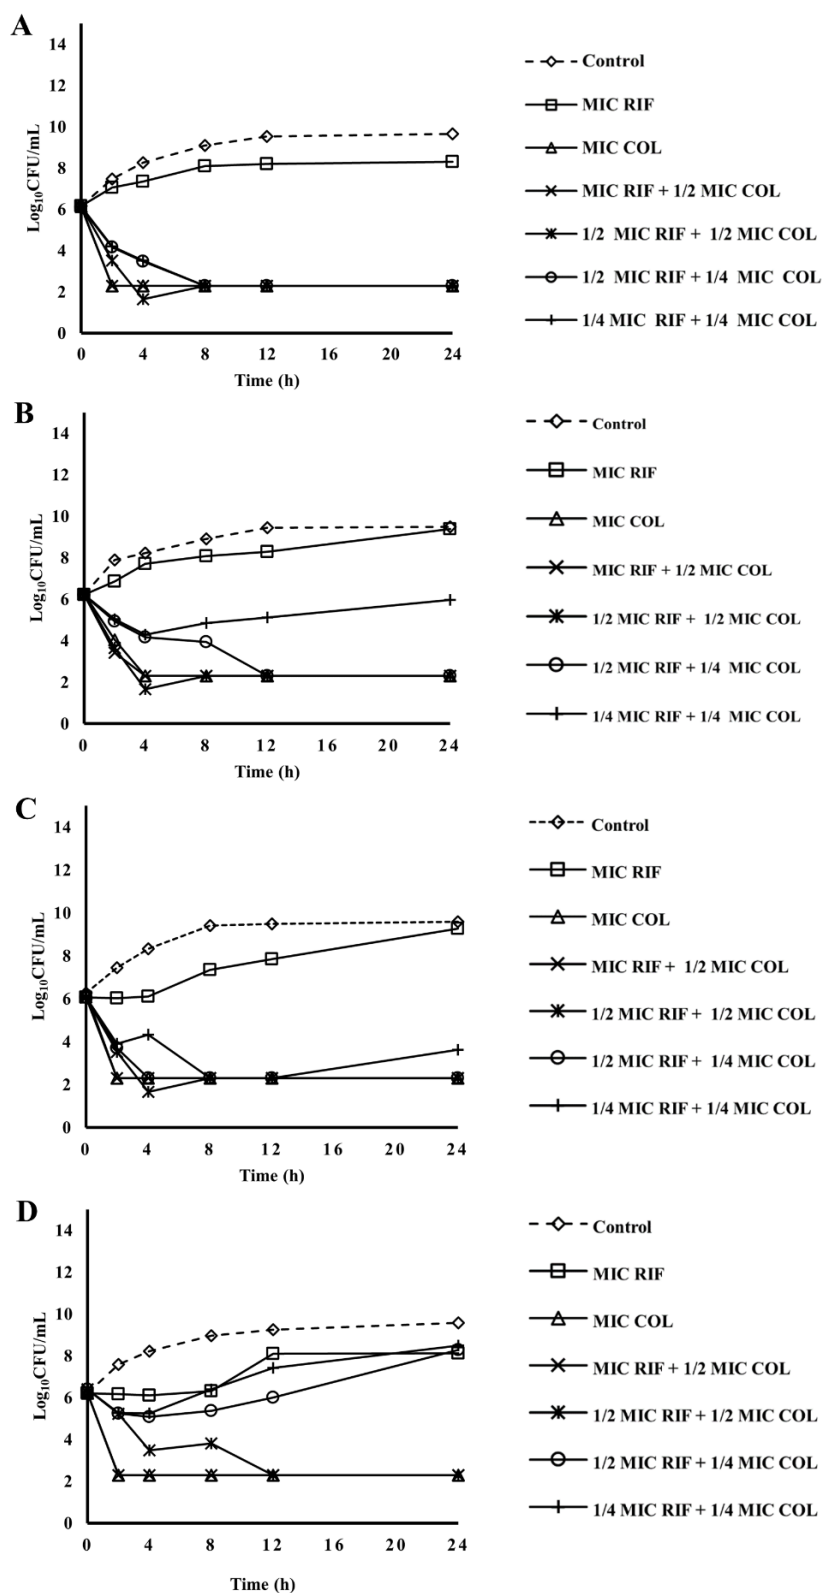 A
14
12
10
8
6
4
2
0
Log10CFU/mL
0 4 8 12 16 20 24
Time (h)
Control
MIC RIF
MIC COL
MIC RIF + 1/2 MIC COL
1/2 MIC RIF + 1/2 MIC COL
1/2 MIC RIF + 1/4 MIC COL
1/4 MIC RIF + 1/4 MIC COL
B
14
12
10
8
6
4
2
0
Log10CFU/mL
0 4 8 12 16 20 24
Time (h)
Control
MIC RIF
MIC COL
MIC RIF + 1/2 MIC COL
1/2 MIC RIF + 1/2 MIC COL
1/2 MIC RIF + 1/4 MIC COL
1/4 MIC RIF + 1/4 MIC COL
C
14
12
10
8
6
4
2
0
Log10CFU/mL
0 4 8 12 16 20 24
Time (h)
Control
MIC RIF
MIC COL
MIC RIF + 1/2 MIC COL
1/2 MIC RIF + 1/2 MIC COL
1/2 MIC RIF + 1/4 MIC COL
1/4 MIC RIF + 1/4 MIC COL
D
14
12
10
8
6
4
2
0
Log10CFU/mL
0 4 8 12 16 20 24
Time (h)
Control
MIC RIF
MIC COL
MIC RIF + 1/2 MIC COL
1/2 MIC RIF + 1/2 MIC COL
1/2 MIC RIF + 1/4 MIC COL
1/4 MIC RIF + 1/4 MIC COL